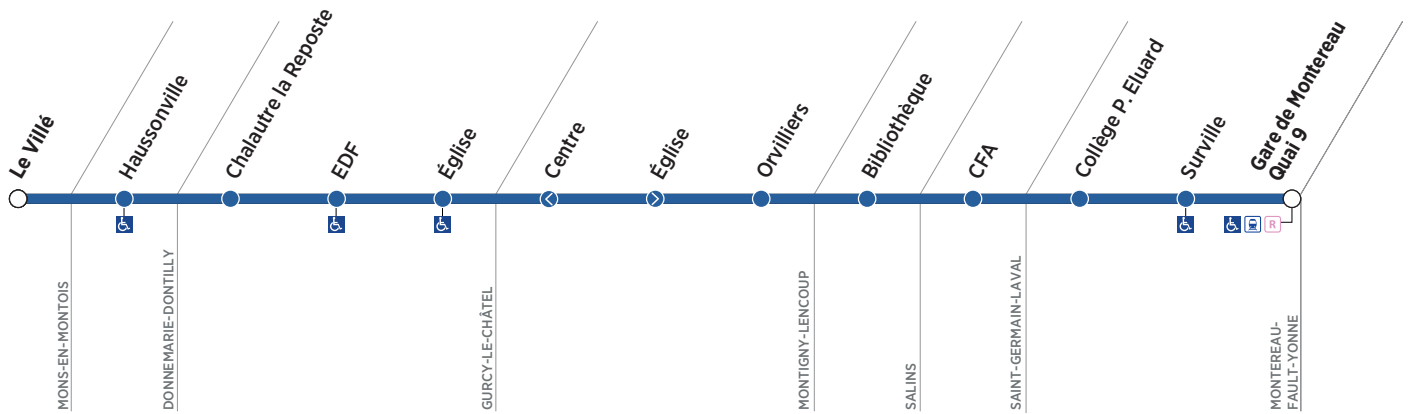 Le Villé
Haussonville
Chalautre la Reposte
EDF
Église
Centre
Église
Orvilliers
Bibliothèque
CFA
Collège P. Eluard
Surville
Gare de Montereau
Quai 9
R
MONS-EN-MONTOIS
DONNEMARIE-DONTILLY
GURCY-LE-CHÂTEL
MONTIGNY-LENCOUP
SALINS
SAINT-GERMAIN-LAVAL
MONTEREAU-
FAULT-YONNE